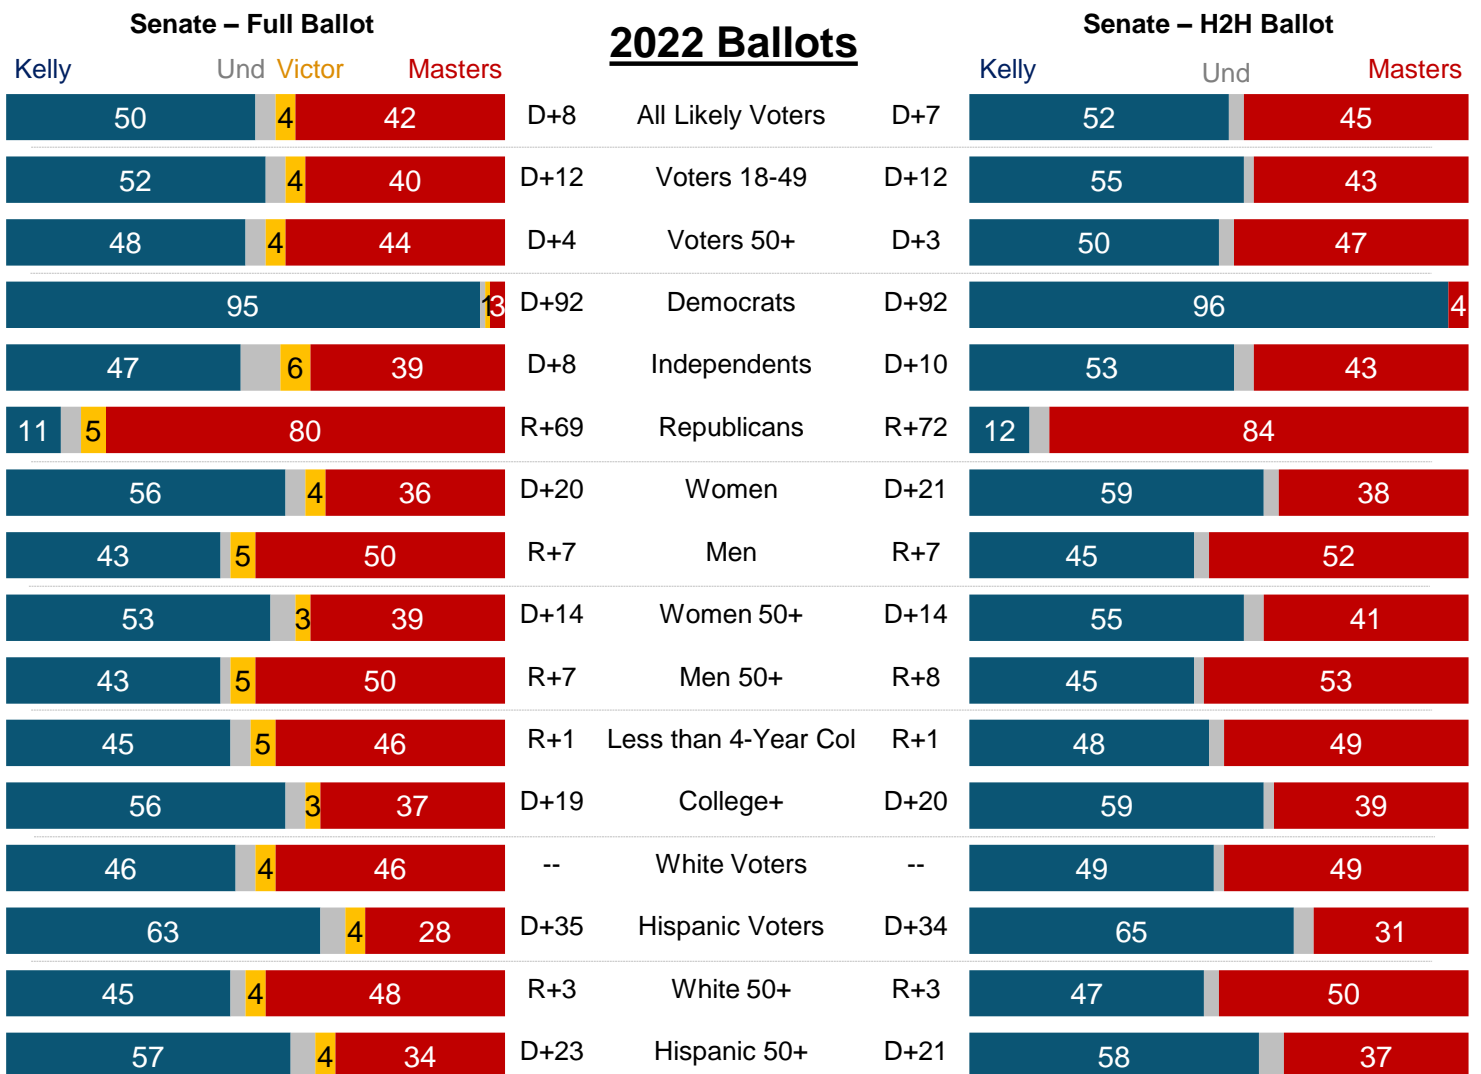 Senate – Full Ballot
2022 Ballots
Senate – H2H Ballot
Kelly Und Victor Masters
Kelly Und Masters
50 4 42 D+8 All Likely Voters D+7 52 45
52 4 40 D+12 Voters 18-49 D+12 55 43
48 4 44 D+4 Voters 50+ D+3 50 47
95 1 3 D+92 Democrats D+92 96 4
47 6 39 D+8 Independents D+10 53 43
11 5 80 R+69 Republicans R+72 12 84
56 4 36 D+20 Women D+21 59 38
43 5 50 R+7 Men R+7 45 52
53 3 39 D+14 Women 50+ D+14 55 41
43 5 50 R+7 Men 50+ R+8 45 53
45 5 46 R+1 Less than 4-Year Col R+1 48 49
56 3 37 D+19 College+ D+20 59 39
46 4 46 -- White Voters -- 49 49
63 4 28 D+35 Hispanic Voters D+34 65 31
45 4 48 R+3 White 50+ R+3 47 50
57 4 34 D+23 Hispanic 50+ D+21 58 37